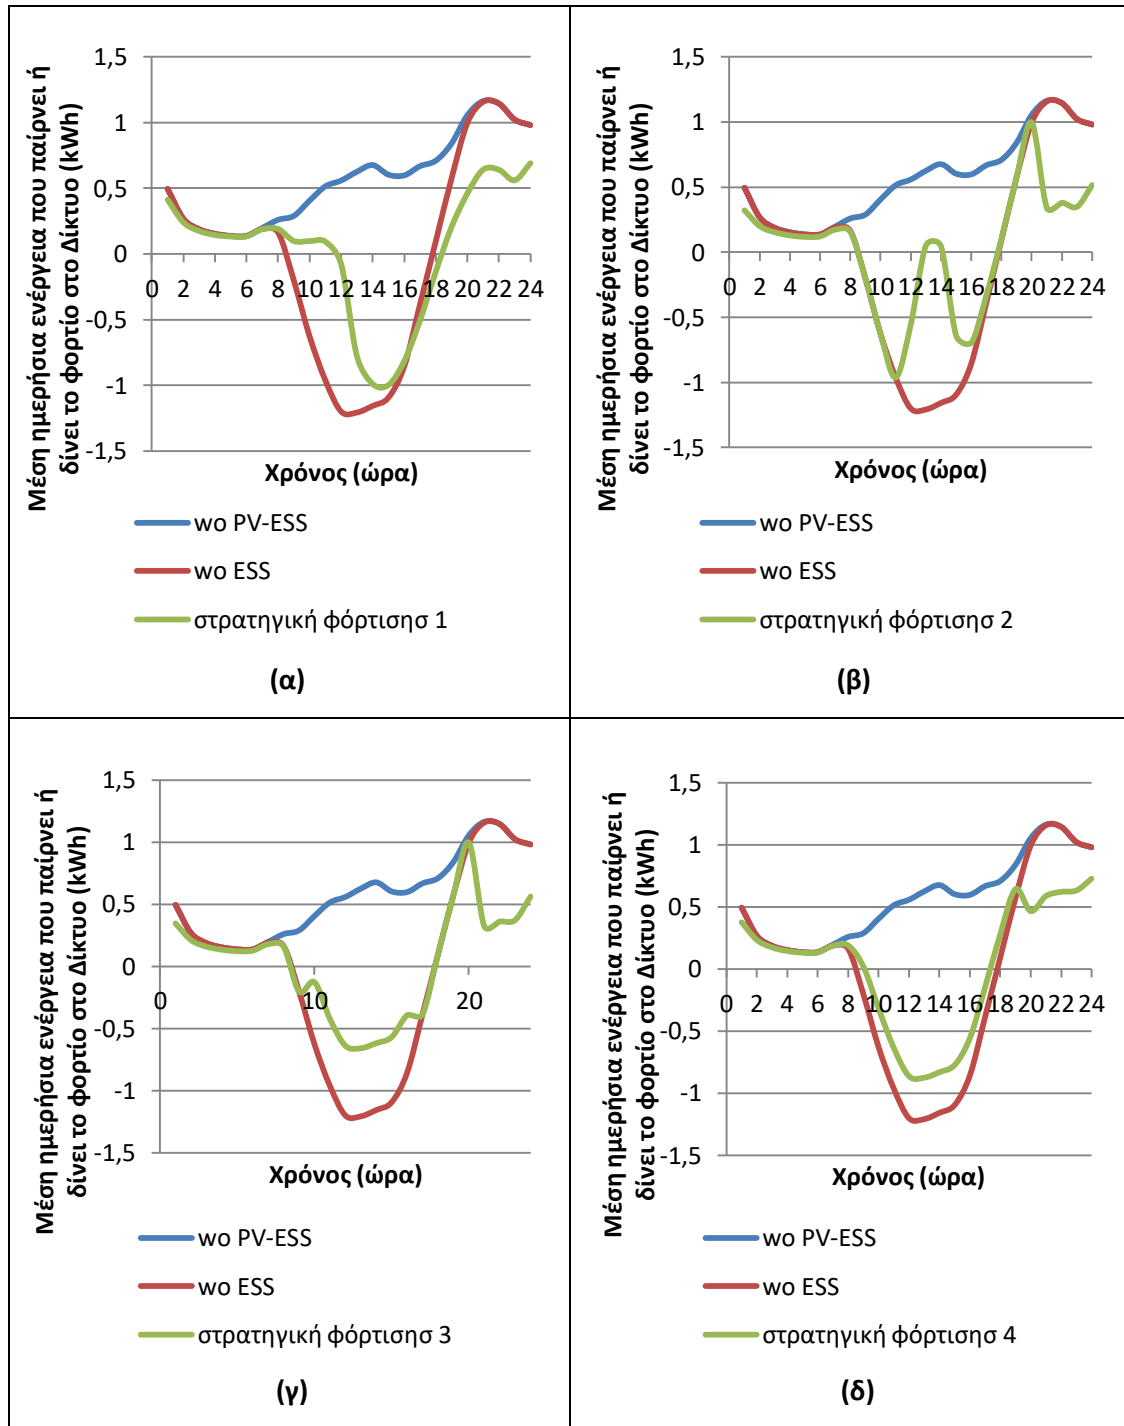 Μέση ημερήσια ενέργεια που παίρνει ή
δίνει το φορτίο στο Δίκτυο (kWh)
1,5
1
0,5
0
-0,5
-1
-1,5
0 2 4 6 8 10 12 14 16 18 20 22 24
Χρόνος (ώρα)
wo PV-ESS
wo ESS
στρατηγική φόρτισησ 1
(α)
Μέση ημερήσια ενέργεια που παίρνει ή
δίνει το φορτίο στο Δίκτυο (kWh)
1,5
1
0,5
0
-0,5
-1
-1,5
0 2 4 6 8 10 12 14 16 18 20 22 24
Χρόνος (ώρα)
wo PV-ESS
wo ESS
στρατηγική φόρτισησ 2
(β)
Μέση ημερήσια ενέργεια που παίρνει ή
δίνει το φορτίο στο Δίκτυο (kWh)
1,5
1
0,5
0
-0,5
-1
-1,5
0 10 20
Χρόνος (ώρα)
wo PV-ESS
wo ESS
στρατηγική φόρτισησ 3
(γ)
Μέση ημερήσια ενέργεια που παίρνει ή
δίνει το φορτίο στο Δίκτυο (kWh)
1,5
1
0,5
0
-0,5
-1
-1,5
0 2 4 6 8 10 12 14 16 18 20 22 24
Χρόνος (ώρα)
wo PV-ESS
wo ESS
στρατηγική φόρτισησ 4
(δ)